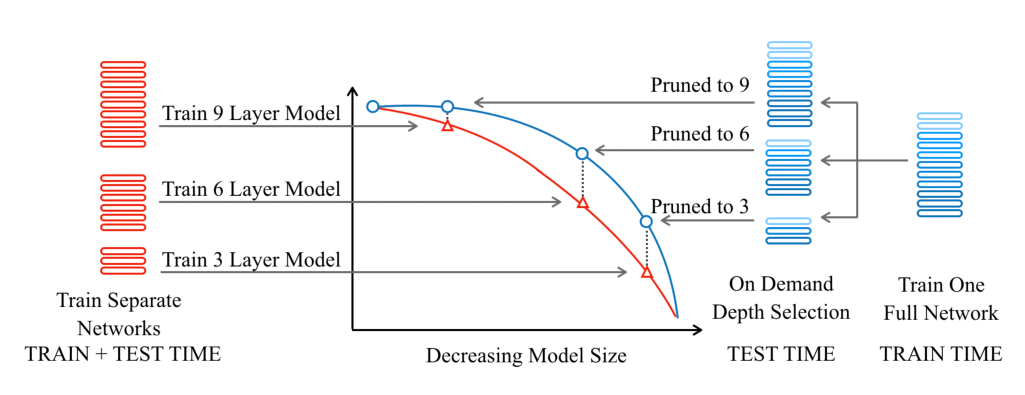 Train 9 Layer Model
Train 6 Layer Model
Train 3 Layer Model
Train Separate
Networks
TRAIN + TEST TIME
Decreasing Model Size
Pruned to 9
Pruned to 6
Pruned to 3
On Demand
Depth Selection
TEST TIME
Train One
Full Network
TRAIN TIME